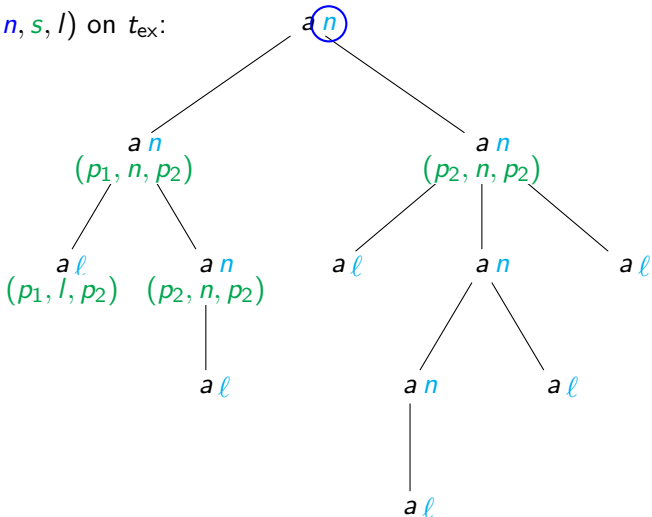 n, s, l) on t_ex: a n
a n a n
(p₁, n, p₂) (p₂, n, p₂)
a ℓ a n a ℓ a n a ℓ
(p₁, l, p₂) (p₂, n, p₂)
a ℓ a n a ℓ
a ℓ